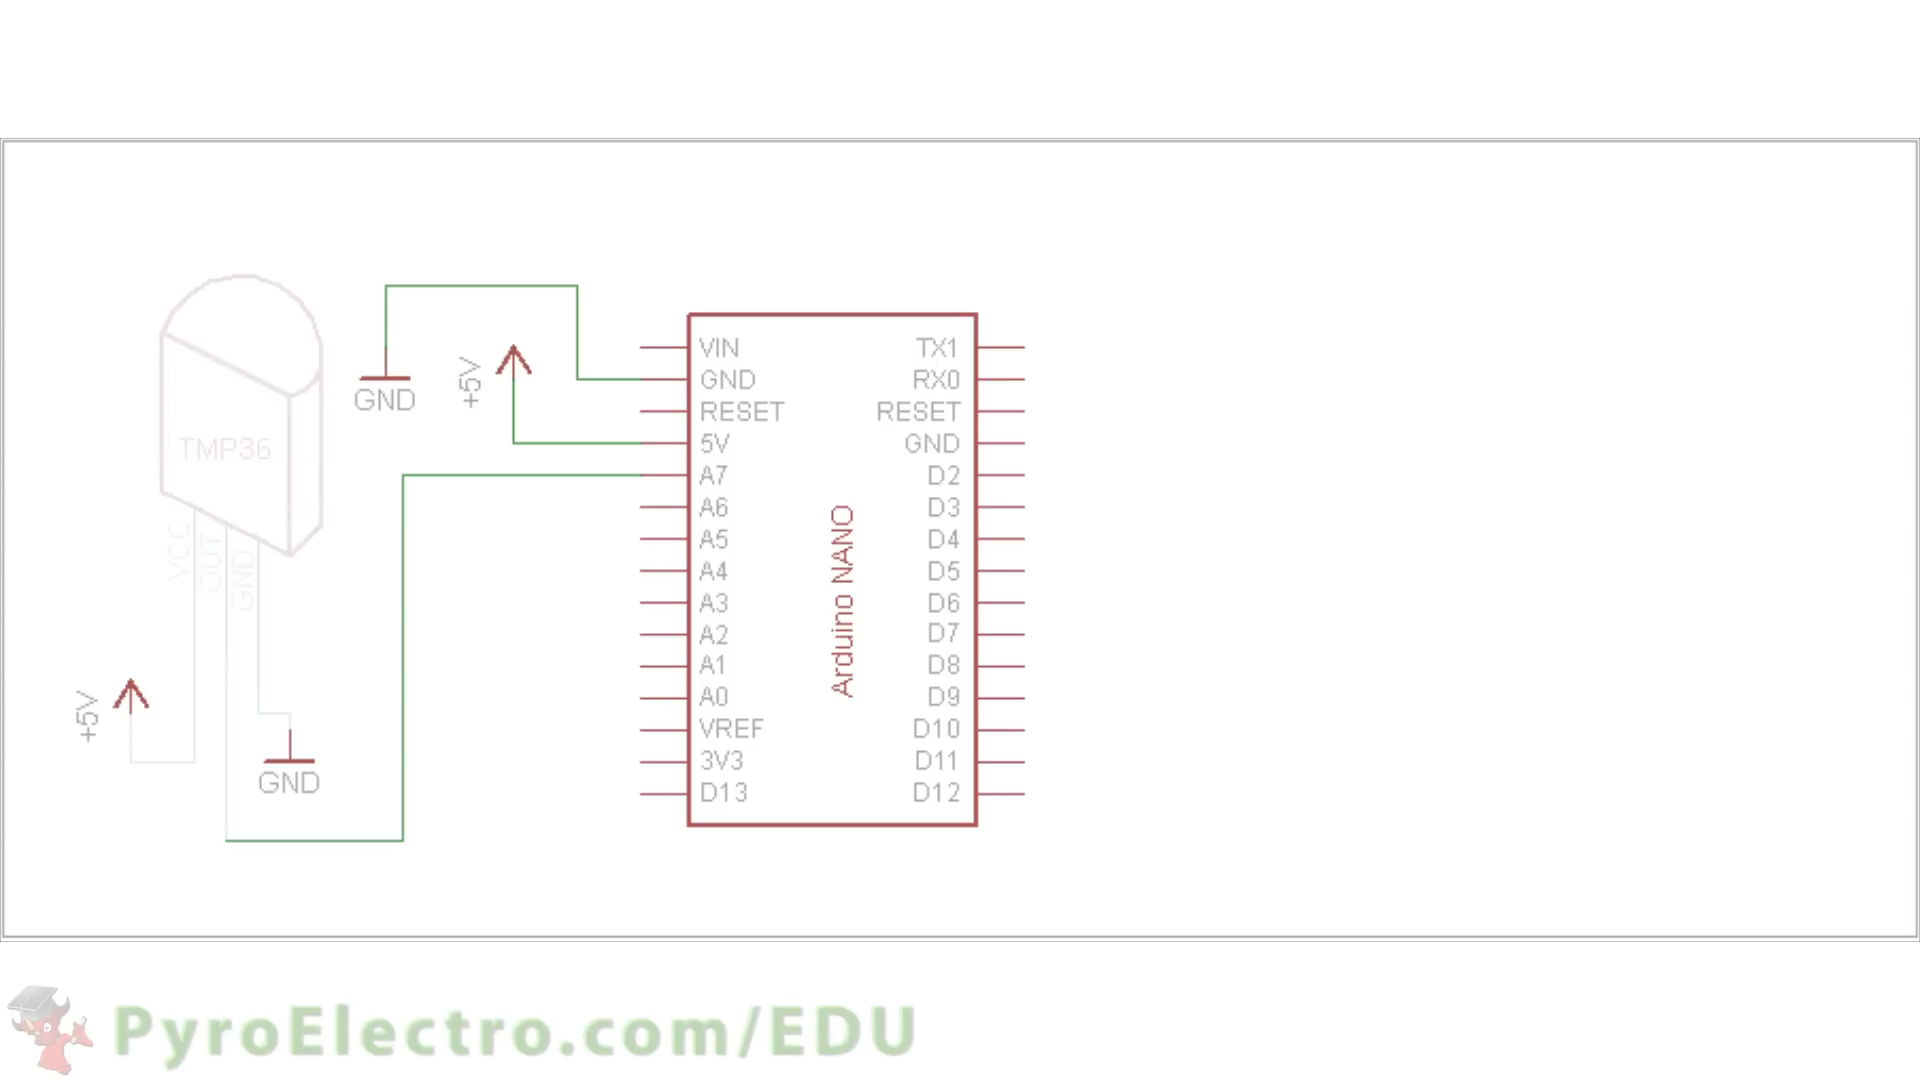 TMP36
VCC
OUT
GND
+5V
GND
GND
+5V
VIN
GND
RESET
5V
A7
A6
A5
A4
A3
A2
A1
A0
VREF
3V3
D13
Arduino NANO
TX1
RX0
RESET
GND
D2
D3
D4
D5
D6
D7
D8
D9
D10
D11
D12
PyroElectro.com/EDU